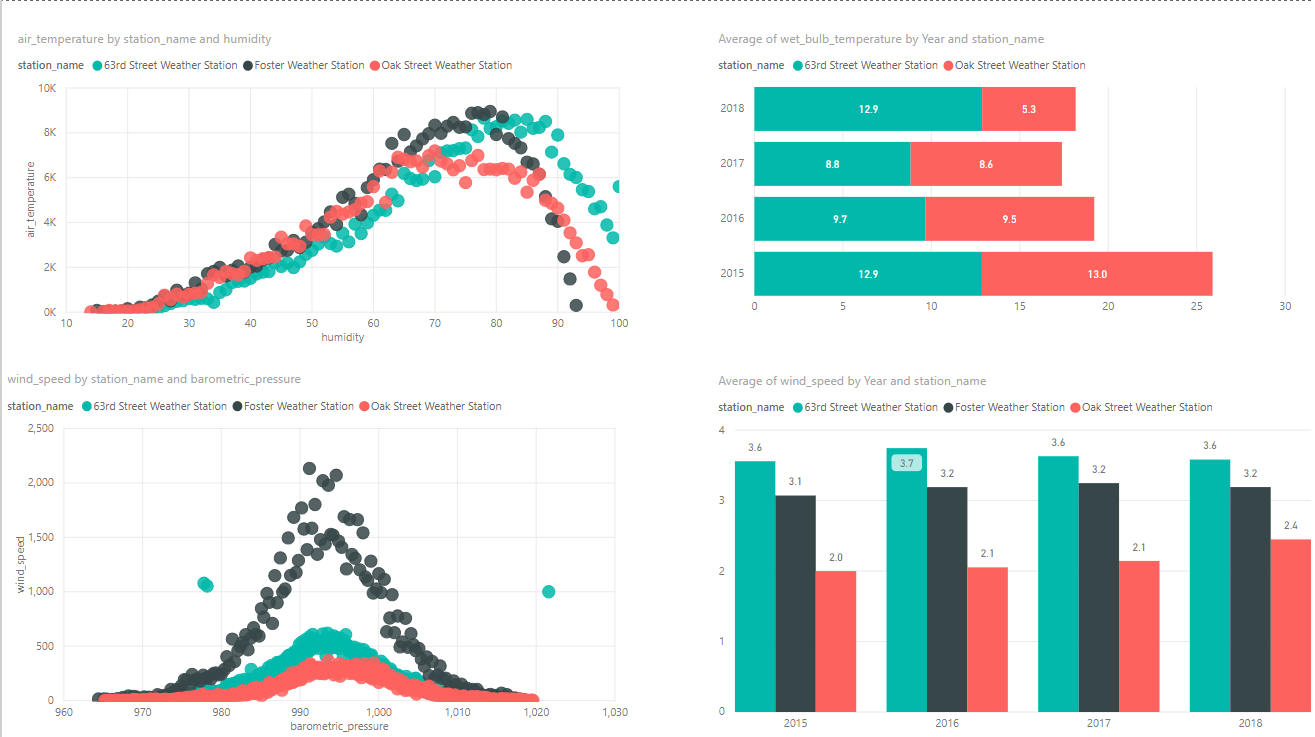 air_temperature by station_name and humidity
station_name 63rd Street Weather Station Foster Weather Station Oak Street Weather Station
10K
8K
6K
4K
2K
0K
air_temperature
10 20 30 40 50 60 70 80 90 100
humidity
Average of wet_bulb_temperature by Year and station_name
station_name 63rd Street Weather Station Oak Street Weather Station
2018 12.9 5.3
2017 8.8 8.6
2016 9.7 9.5
2015 12.9 13.0
0 5 10 15 20 25 30
wind_speed by station_name and barometric_pressure
station_name 63rd Street Weather Station Foster Weather Station Oak Street Weather Station
2,500
2,000
1,500
1,000
500
0
wind_speed
960 970 980 990 1,000 1,010 1,020 1,030
barometric_pressure
Average of wind_speed by Year and station_name
station_name 63rd Street Weather Station Foster Weather Station Oak Street Weather Station
4
3
2
1
0
3.6 3.1 2.0
3.7 3.2 2.1
3.6 3.2 2.1
3.6 3.2 2.4
2015 2016 2017 2018